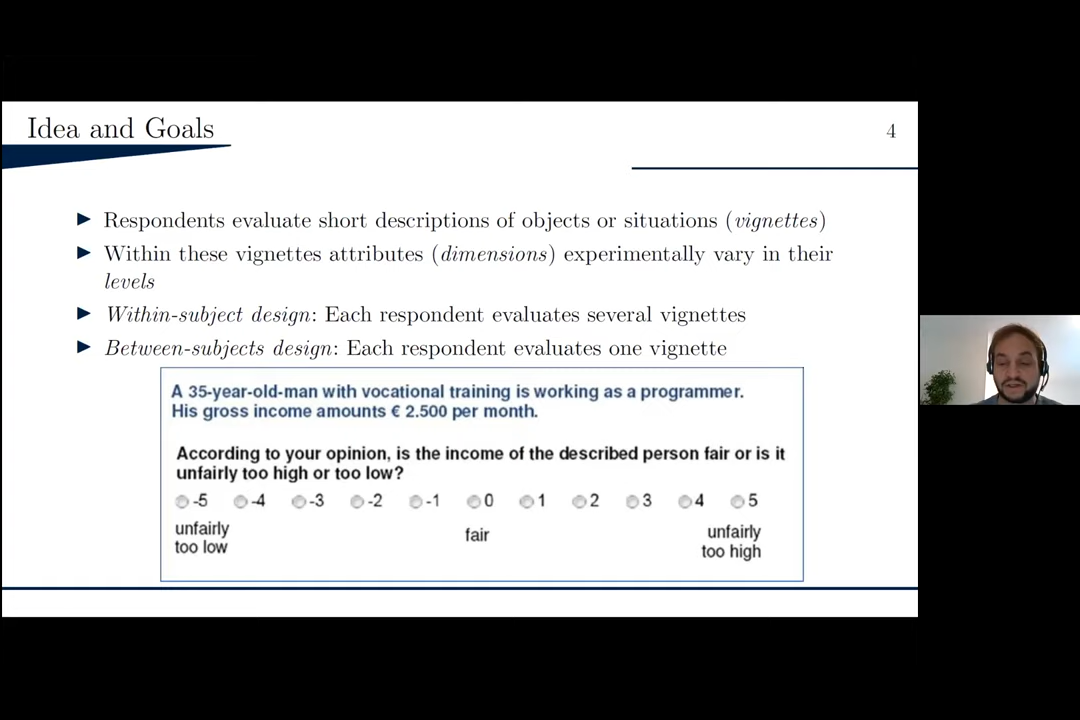 Idea and Goals
4
▶ Respondents evaluate short descriptions of objects or situations (vignettes)
▶ Within these vignettes attributes (dimensions) experimentally vary in their
levels
▶ Within-subject design: Each respondent evaluates several vignettes
▶ Between-subjects design: Each respondent evaluates one vignette
A 35-year-old-man with vocational training is working as a programmer.
His gross income amounts € 2.500 per month.
According to your opinion, is the income of the described person fair or is it
unfairly too high or too low?
-5 -4 -3 -2 -1 0 1 2 3 4 5
unfairly fair unfairly
too low too high